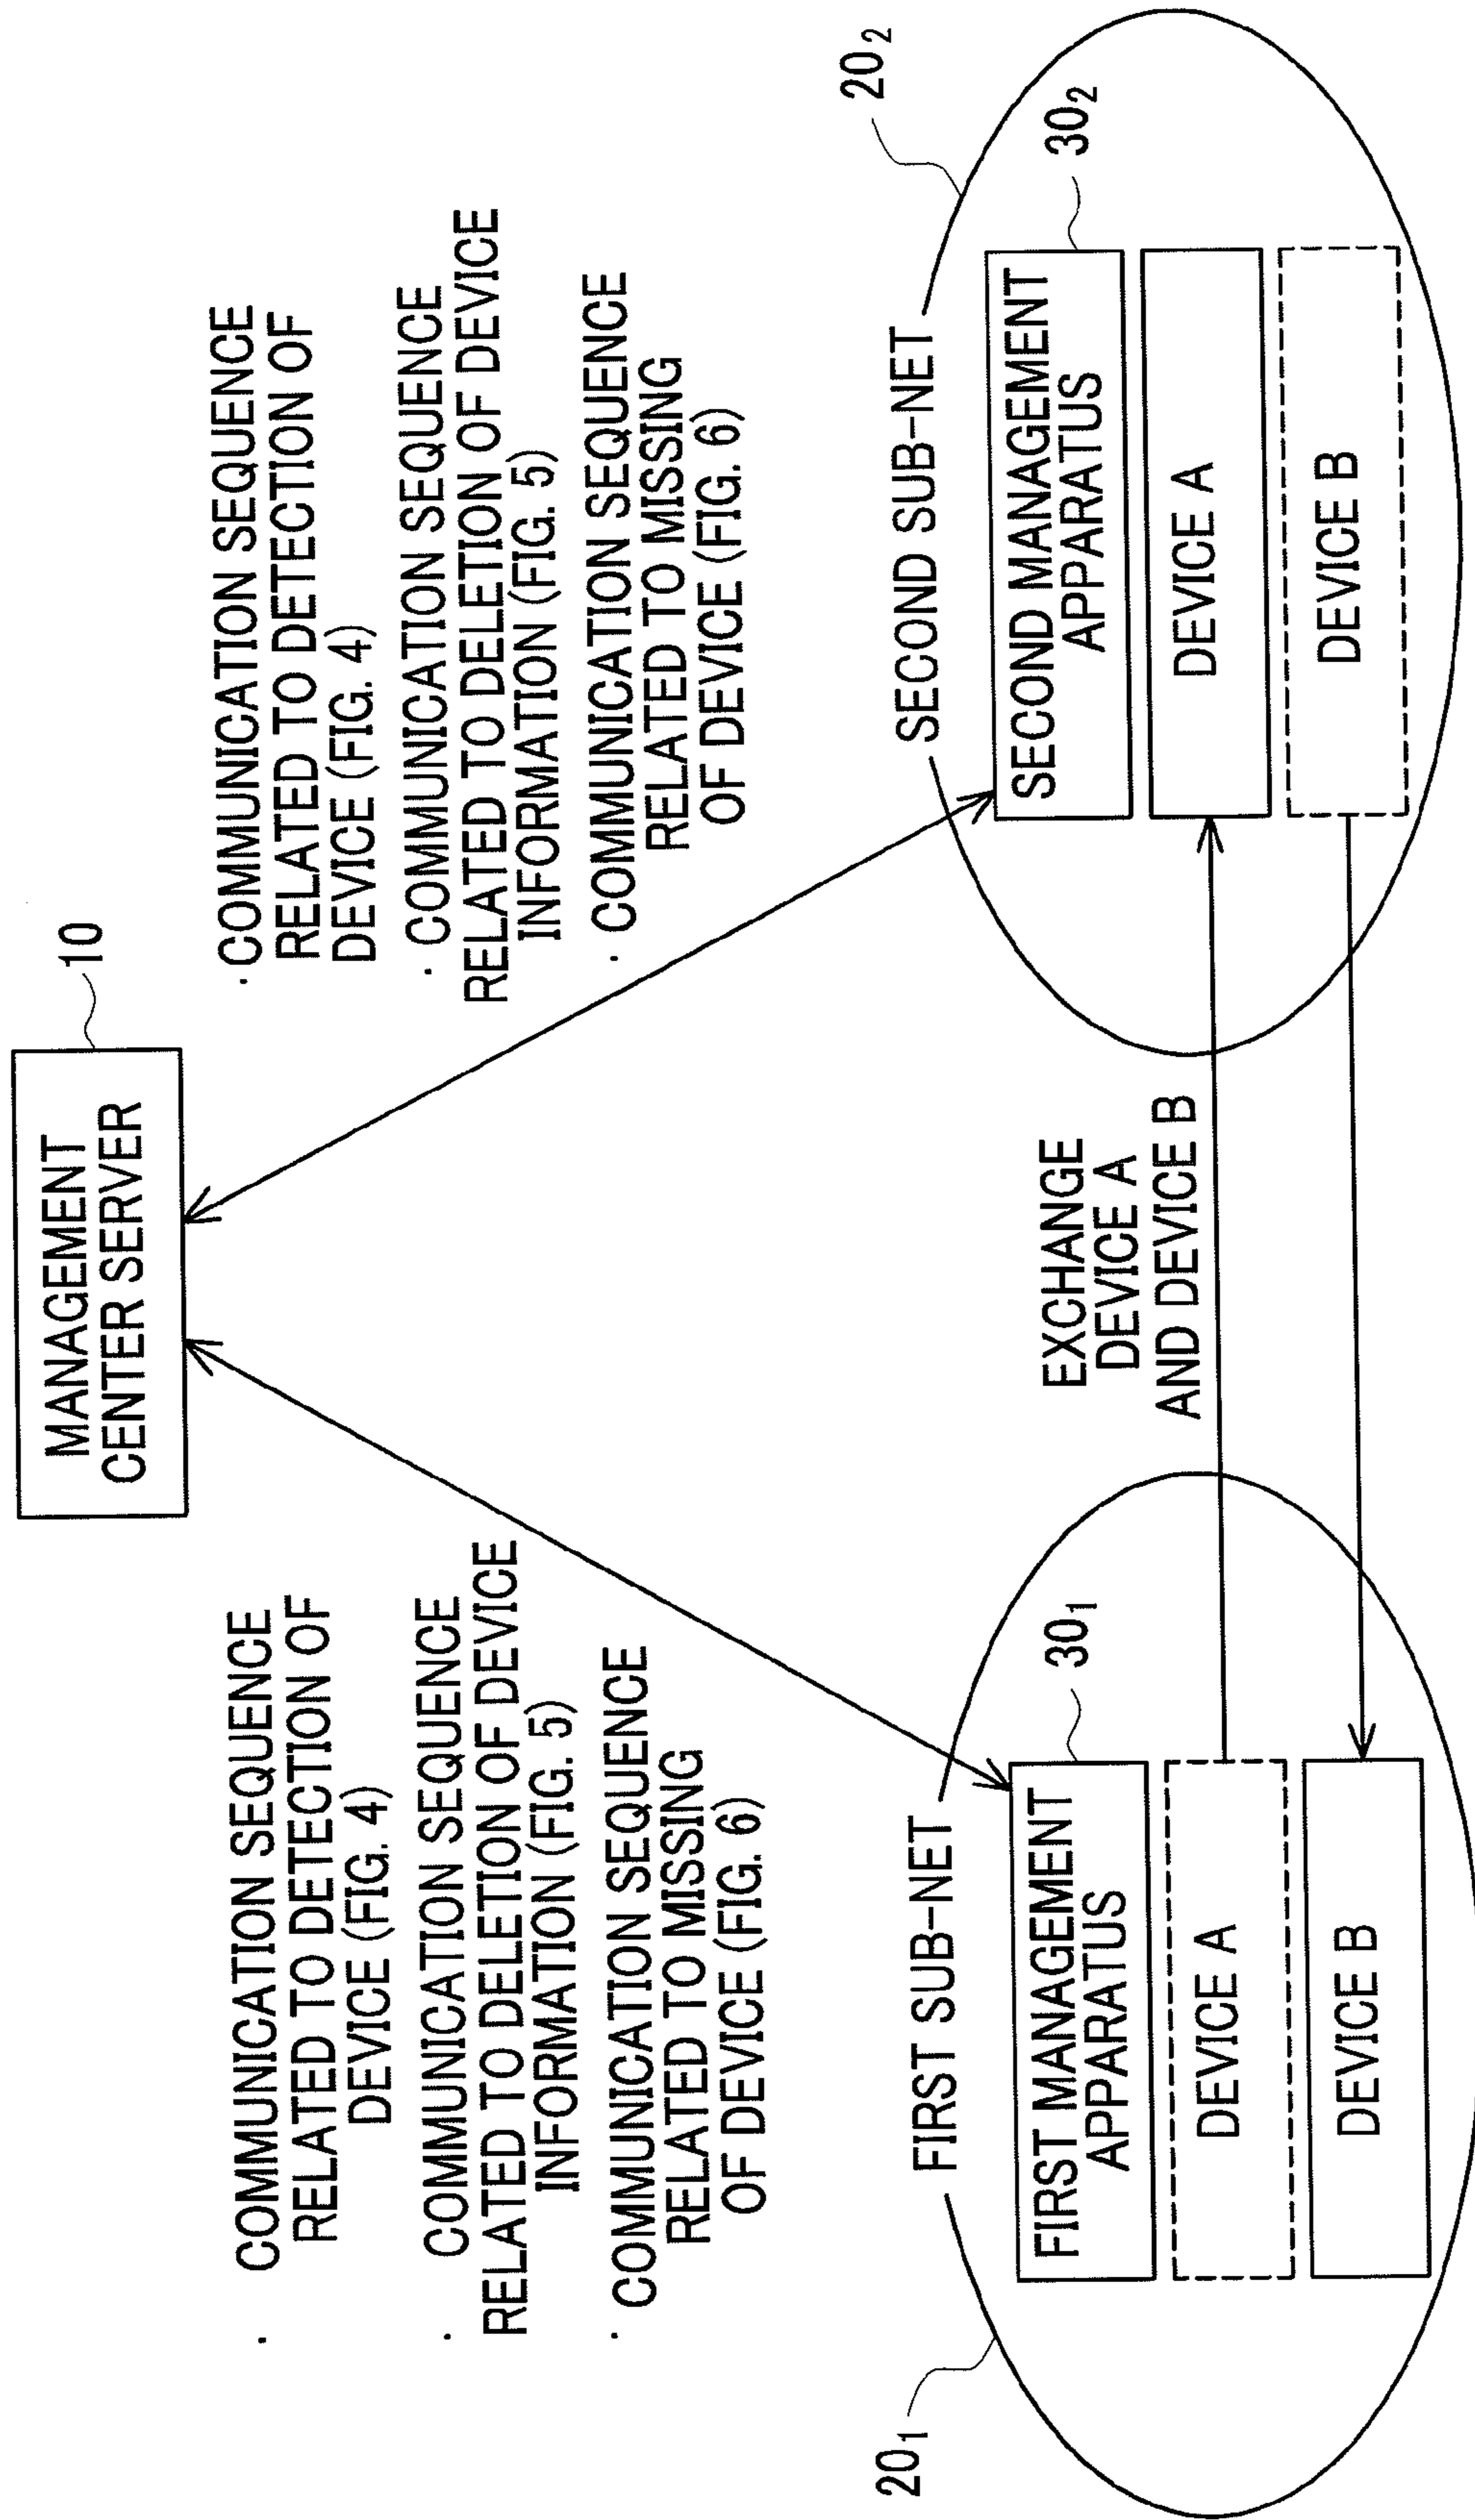 MANAGEMENT
CENTER SERVER
10
· COMMUNICATION SEQUENCE
RELATED TO DETECTION OF
DEVICE (FIG. 4)
· COMMUNICATION SEQUENCE
RELATED TO DELETION OF DEVICE
INFORMATION (FIG. 5)
· COMMUNICATION SEQUENCE
RELATED TO MISSING
OF DEVICE (FIG. 6)
· COMMUNICATION SEQUENCE
RELATED TO DETECTION OF
DEVICE (FIG. 4)
· COMMUNICATION SEQUENCE
RELATED TO DELETION OF DEVICE
INFORMATION (FIG. 5)
· COMMUNICATION SEQUENCE
RELATED TO MISSING
OF DEVICE (FIG. 6)
20₁
FIRST SUB-NET
30₁
FIRST MANAGEMENT
APPARATUS
DEVICE A
DEVICE B
EXCHANGE
DEVICE A
AND DEVICE B
SECOND SUB-NET
20₂
30₂
SECOND MANAGEMENT
APPARATUS
DEVICE A
DEVICE B